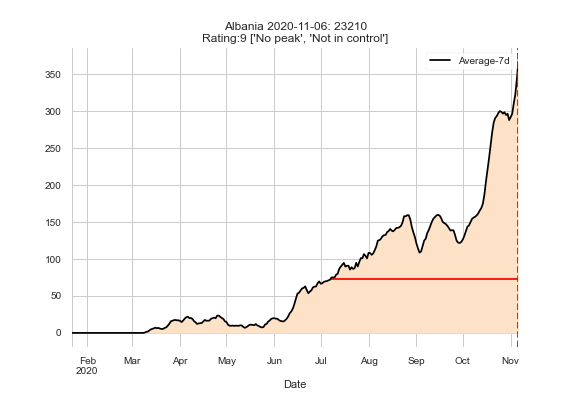 Albania 2020-11-06: 23210
Rating:9 ['No peak', 'Not in control']
Average-7d
350
300
250
200
150
100
50
0
Feb Mar Apr May Jun Jul Aug Sep Oct Nov
2020
Date